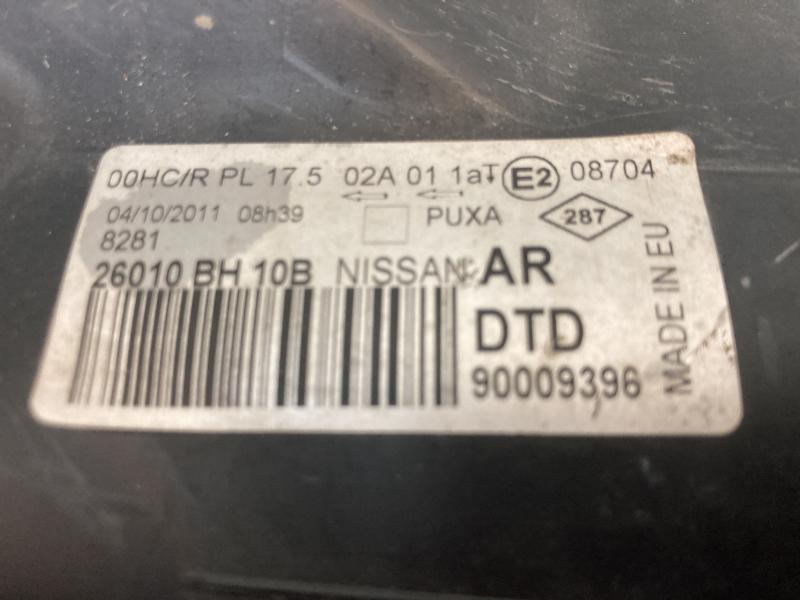 00HC/R PL 17.5 02A 01 1a E2 08704
04/10/2011 08h39 PUXA 287
8281
26010 BH 10B NISSAN AR
DTD
90009396
MADE IN EU